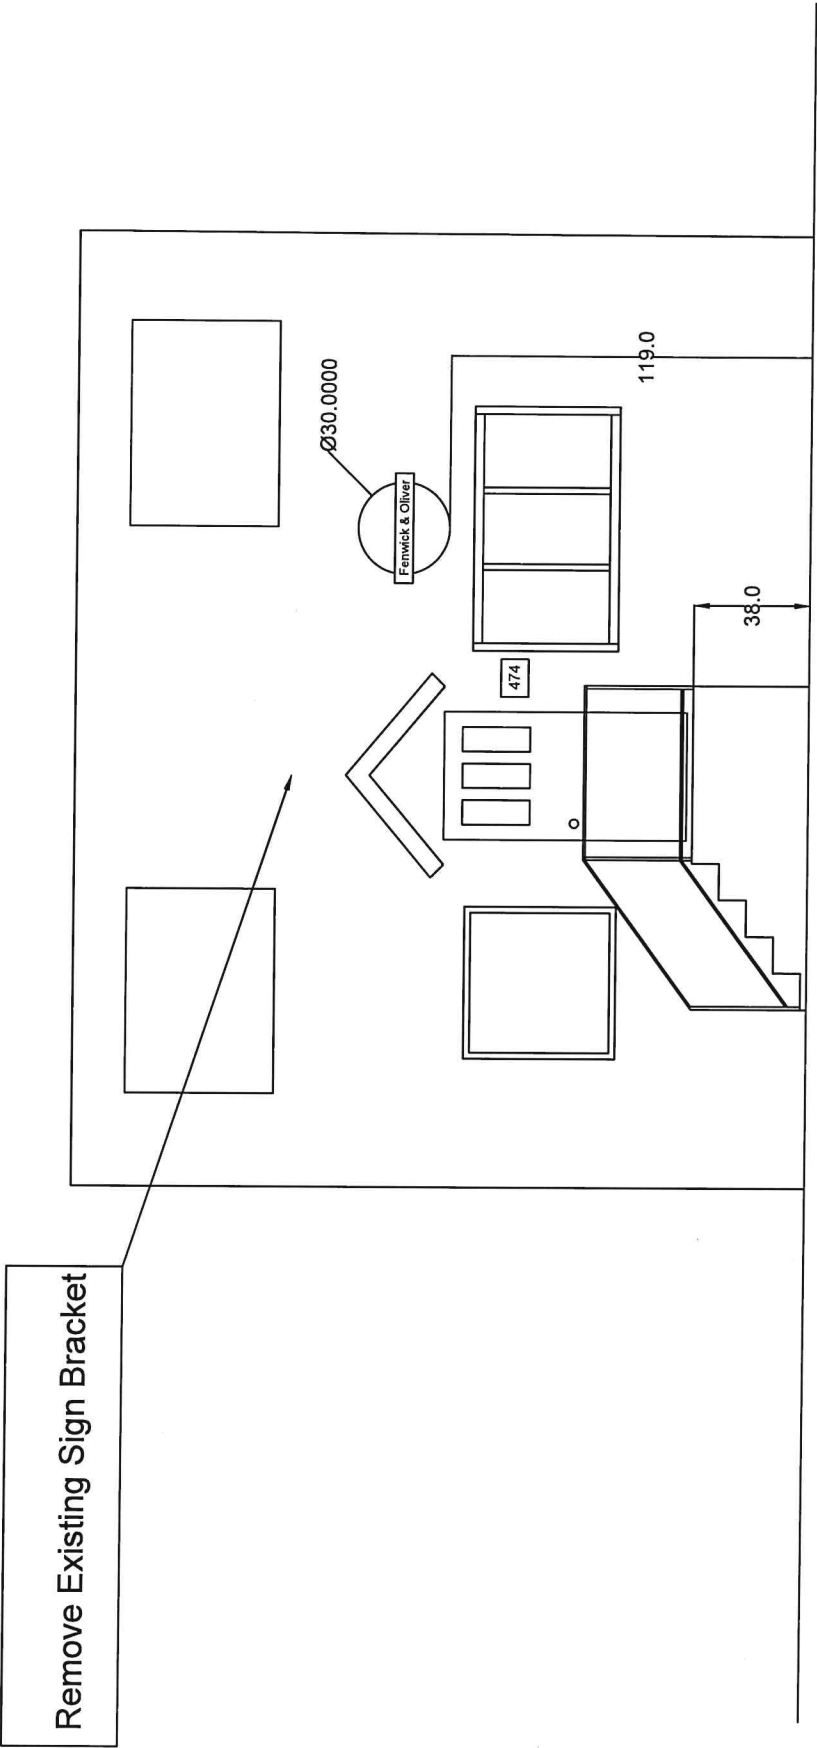 Remove Existing Sign Bracket
Ø30.0000
Fenwick & Oliver
119.0
474
38.0